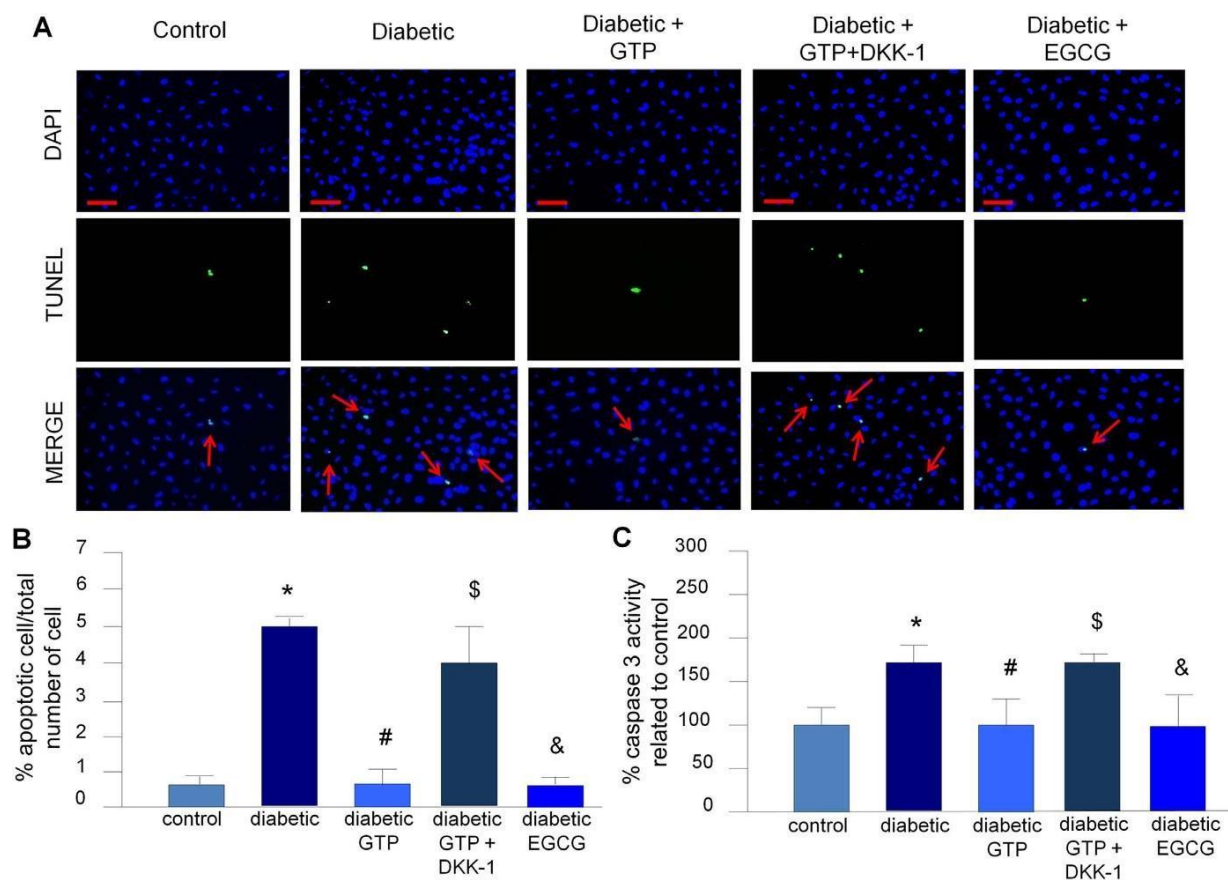 A
Control
Diabetic
Diabetic +
GTP
Diabetic +
GTP+DKK-1
Diabetic +
EGCG
DAPI
TUNEL
MERGE
B
% apoptotic cell/total
number of cell
7
6
5
4
3
2
1
0
*
#
$
&
control
diabetic
diabetic
GTP
diabetic
GTP +
DKK-1
diabetic
EGCG
C
% caspase 3 activity
related to control
300
250
200
150
100
50
0
*
#
$
&
control
diabetic
diabetic
GTP
diabetic
GTP +
DKK-1
diabetic
EGCG